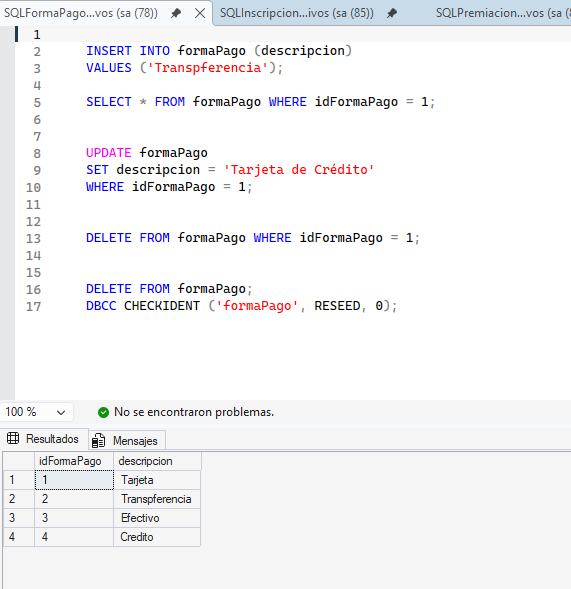 SQLFormaPago...vos (sa (78))
SQLInscripcion...ivos (sa (85))
SQLPremiacion...vos (sa (8
1
2 INSERT INTO formaPago (descripcion)
3 VALUES ('Transpferencia');
4
5 SELECT * FROM formaPago WHERE idFormaPago = 1;
6
7
8 UPDATE formaPago
9 SET descripcion = 'Tarjeta de Crédito'
10 WHERE idFormaPago = 1;
11
12
13 DELETE FROM formaPago WHERE idFormaPago = 1;
14
15
16 DELETE FROM formaPago;
17 DBCC CHECKIDENT ('formaPago', RESEED, 0);
100 % No se encontraron problemas.
Resultados Mensajes
idFormaPago descripcion
1 1 Tarjeta
2 2 Transpferencia
3 3 Efectivo
4 4 Credito